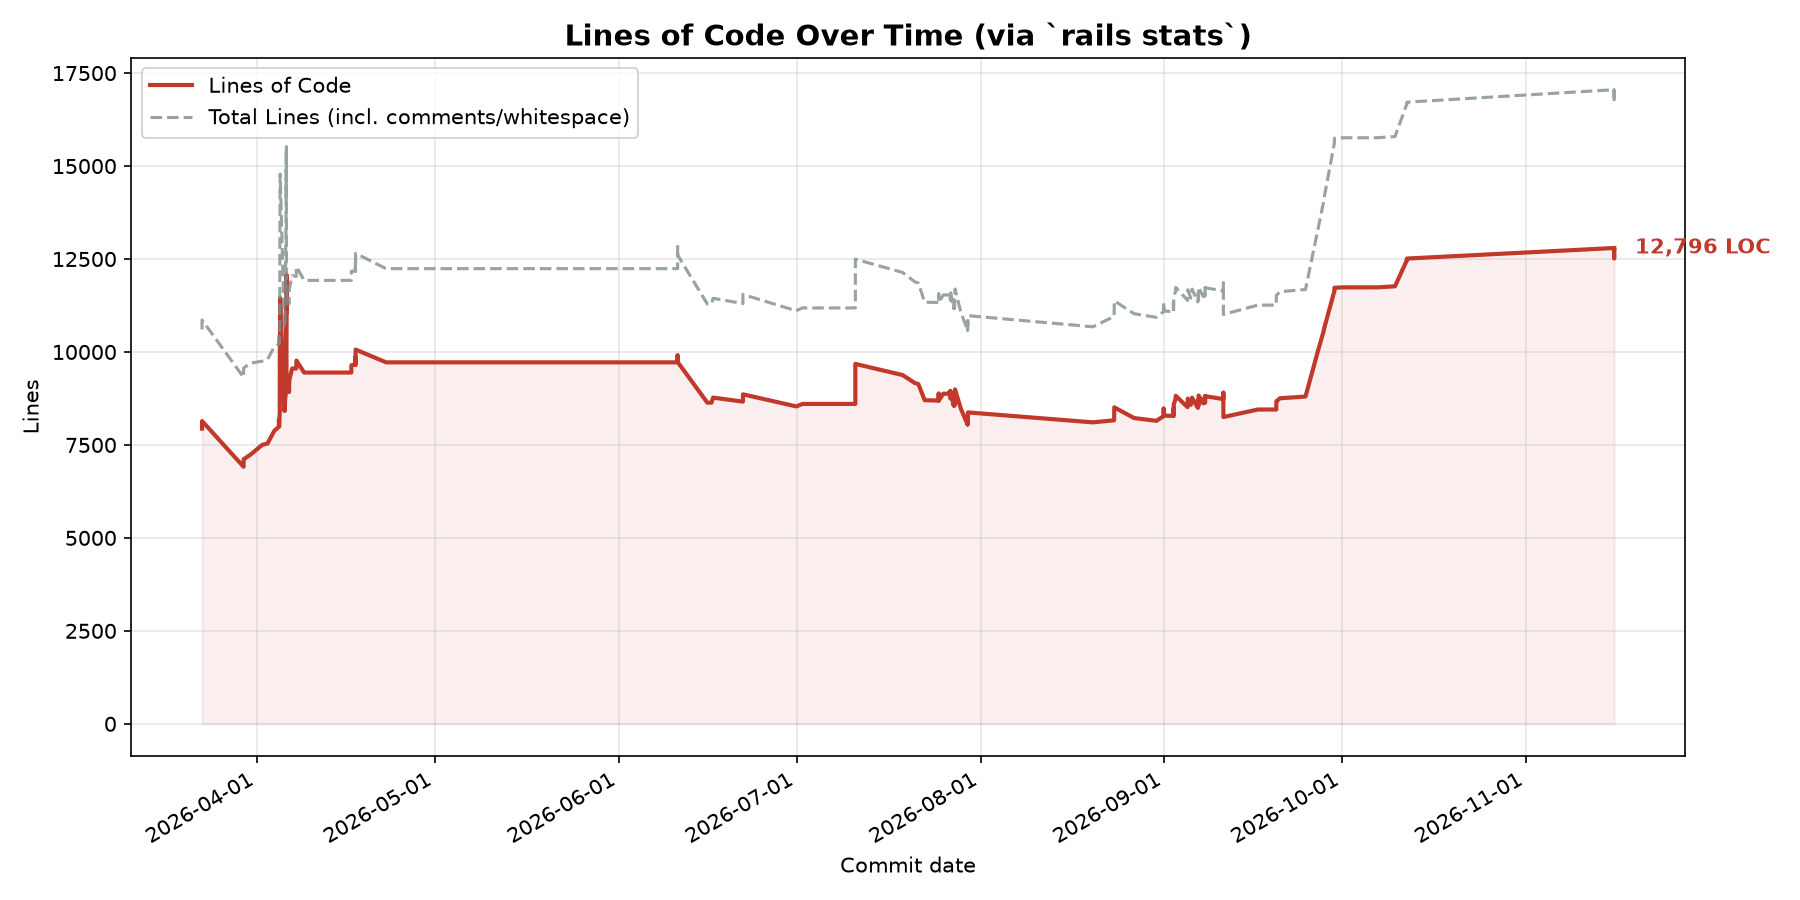 Lines of Code Over Time (via `rails stats`)
Lines of Code
Total Lines (incl. comments/whitespace)
17500
15000
12500
10000
7500
5000
2500
0
Lines
12,796 LOC
2026-04-01
2026-05-01
2026-06-01
2026-07-01
2026-08-01
2026-09-01
2026-10-01
2026-11-01
Commit date